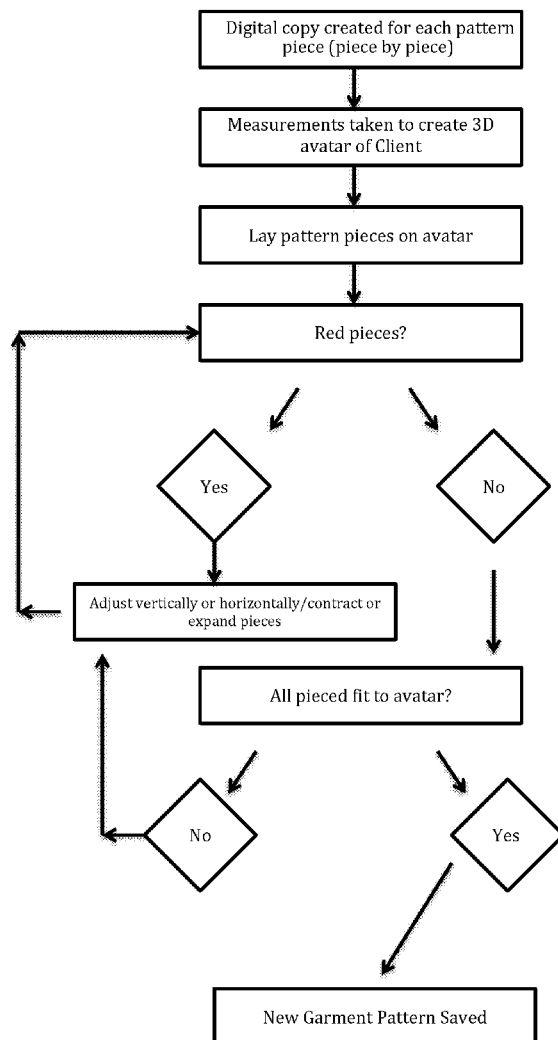 Digital copy created for each pattern
piece (piece by piece)
Measurements taken to create 3D
avatar of Client
Lay pattern pieces on avatar
Red pieces?
Yes
No
Adjust vertically or horizontally/contract or
expand pieces
All pieced fit to avatar?
No
Yes
New Garment Pattern Saved